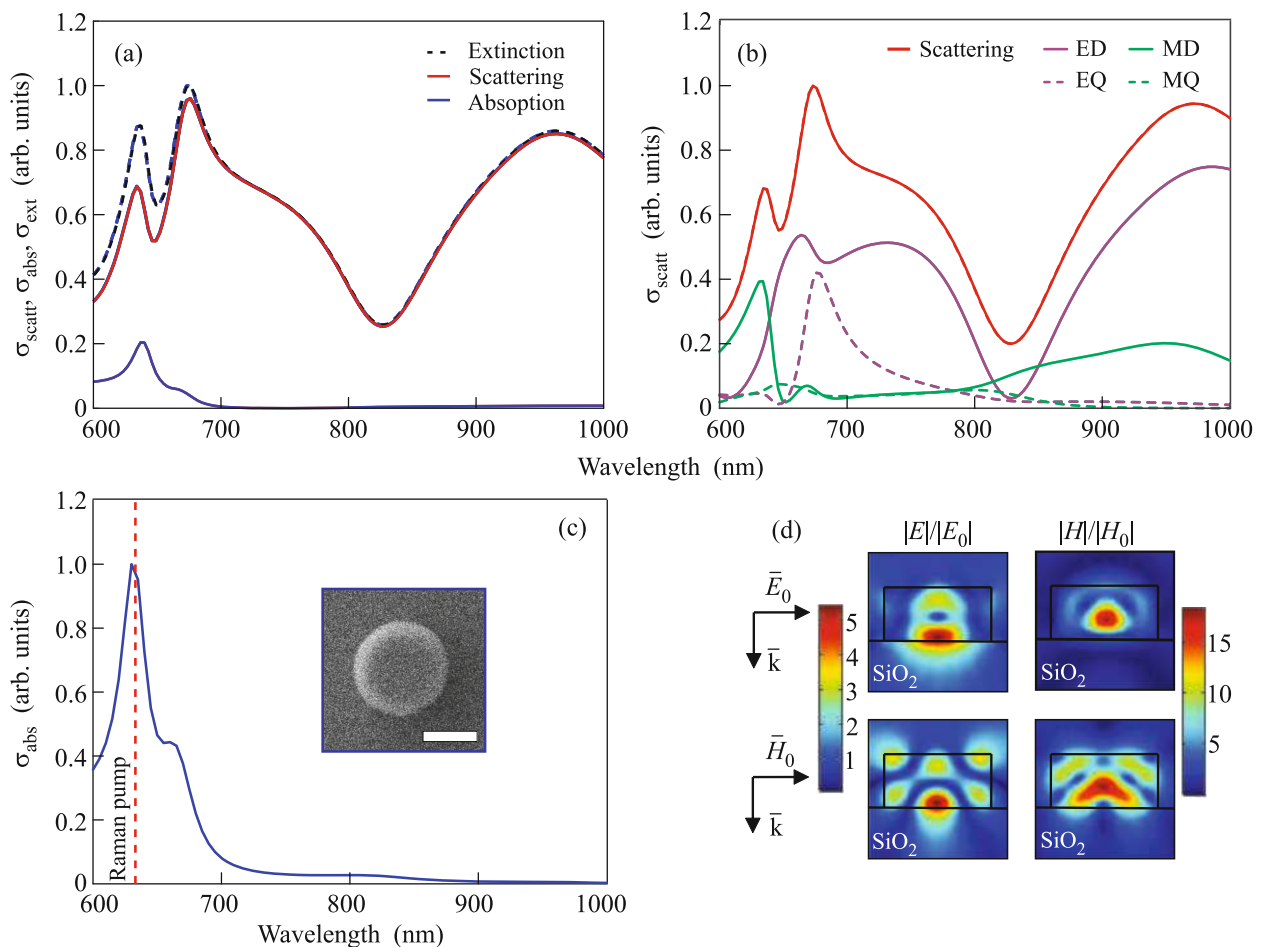 (a)
Extinction
Scattering
Absoption
σscatt, σabs, σext (arb. units)
1.2
1.0
0.8
0.6
0.4
0.2
0
600 700 800 900 1000
(b)
Scattering ED MD
EQ MQ
σscatt (arb. units)
1.2
1.0
0.8
0.6
0.4
0.2
0
600 700 800 900 1000
Wavelength (nm)
(c)
σabs (arb. units)
1.2
1.0
0.8
0.6
0.4
0.2
0
Raman pump
600 700 800 900 1000
Wavelength (nm)
(d)
|E|/|E0| |H|/|H0|
E̅0
k̅
SiO2 SiO2
H̅0
k̅
SiO2 SiO2
5
4
3
2
1
15
10
5